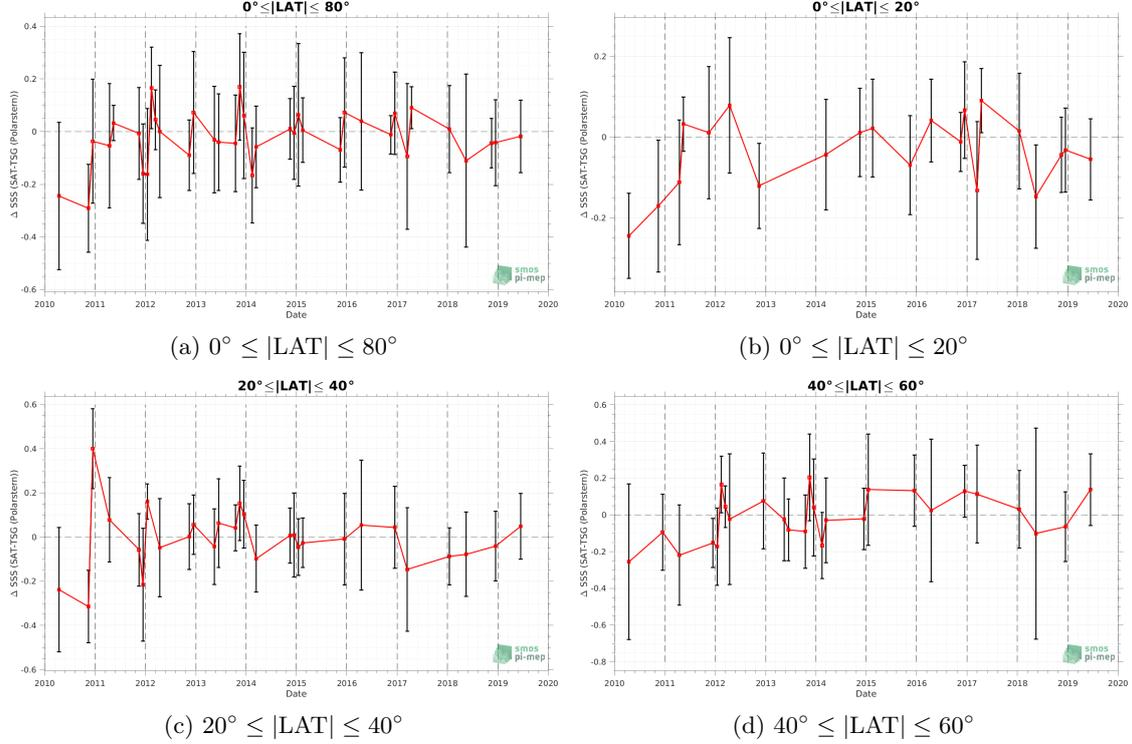 0°≤|LAT|≤ 80°
0.4
0.2
0
-0.2
-0.4
-0.6
Δ SSS (SAT-TSG (Polarstern))
2010 2011 2012 2013 2014 2015 2016 2017 2018 2019 2020
Date
smos
pi-mep
(a) 0° ≤ |LAT| ≤ 80°
0°≤|LAT|≤ 20°
0.2
0
-0.2
Δ SSS (SAT-TSG (Polarstern))
2010 2011 2012 2013 2014 2015 2016 2017 2018 2019 2020
Date
smos
pi-mep
(b) 0° ≤ |LAT| ≤ 20°
20°≤|LAT|≤ 40°
0.6
0.4
0.2
0
-0.2
-0.4
-0.6
Δ SSS (SAT-TSG (Polarstern))
2010 2011 2012 2013 2014 2015 2016 2017 2018 2019 2020
Date
smos
pi-mep
(c) 20° ≤ |LAT| ≤ 40°
40°≤|LAT|≤ 60°
0.6
0.4
0.2
0
-0.2
-0.4
-0.6
-0.8
Δ SSS (SAT-TSG (Polarstern))
2010 2011 2012 2013 2014 2015 2016 2017 2018 2019 2020
Date
smos
pi-mep
(d) 40° ≤ |LAT| ≤ 60°